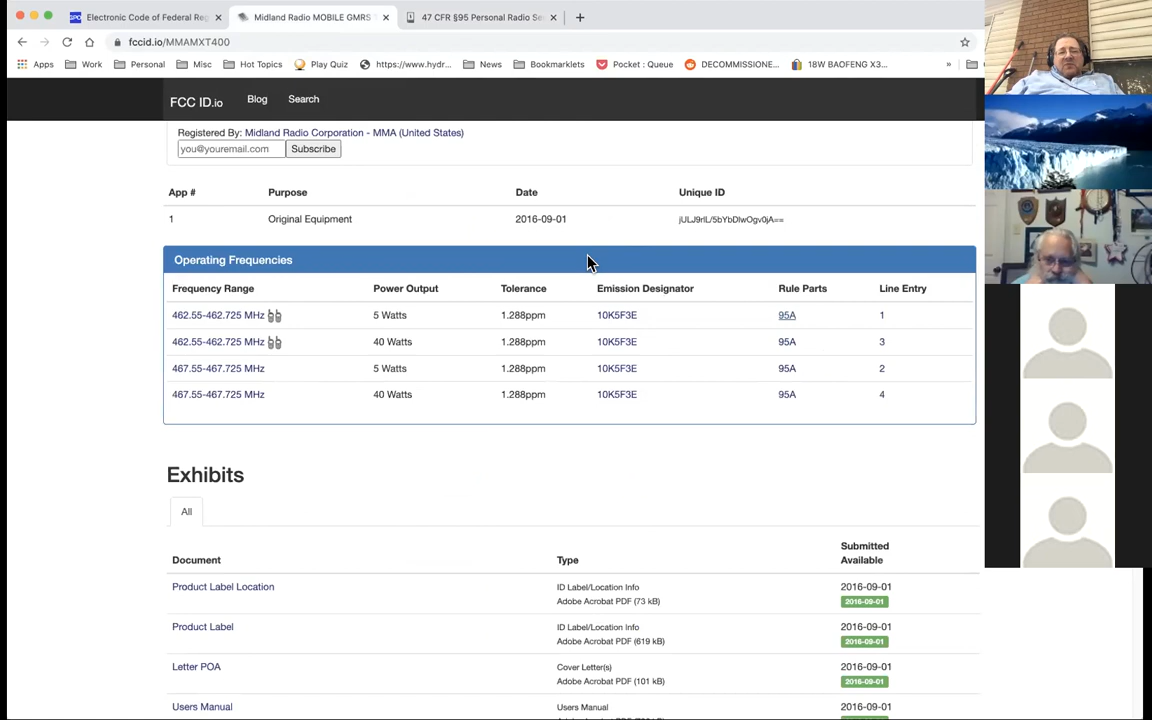 Electronic Code of Federal Reg
Midland Radio MOBILE GMRS
47 CFR §95 Personal Radio Se
fccid.io/MMAMXT400
Apps Work Personal Misc Hot Topics Play Quiz https://www.hydr... News Bookmarklets Pocket : Queue DECOMMISSIONE... 18W BAOFENG X3... »
FCC ID.io Blog Search
Registered By: Midland Radio Corporation - MMA (United States)
you@youremail.com Subscribe
App # Purpose Date Unique ID
1 Original Equipment 2016-09-01
Operating Frequencies
Frequency Range Power Output Tolerance Emission Designator Rule Parts Line Entry
462.55-462.725 MHz 5 Watts 1.288ppm 10K5F3E 95A 1
462.55-462.725 MHz 40 Watts 1.288ppm 10K5F3E 95A 3
467.55-467.725 MHz 5 Watts 1.288ppm 10K5F3E 95A 2
467.55-467.725 MHz 40 Watts 1.288ppm 10K5F3E 95A 4
Exhibits
All
Document Type Submitted
Available
Product Label Location ID Label/Location Info 2016-09-01
Adobe Acrobat PDF (73 kB) 2016-09-01
Product Label ID Label/Location Info 2016-09-01
Adobe Acrobat PDF (619 kB) 2016-09-01
Letter POA Cover Letter(s) 2016-09-01
Adobe Acrobat PDF (101 kB) 2016-09-01
Users Manual Users Manual 2016-09-01